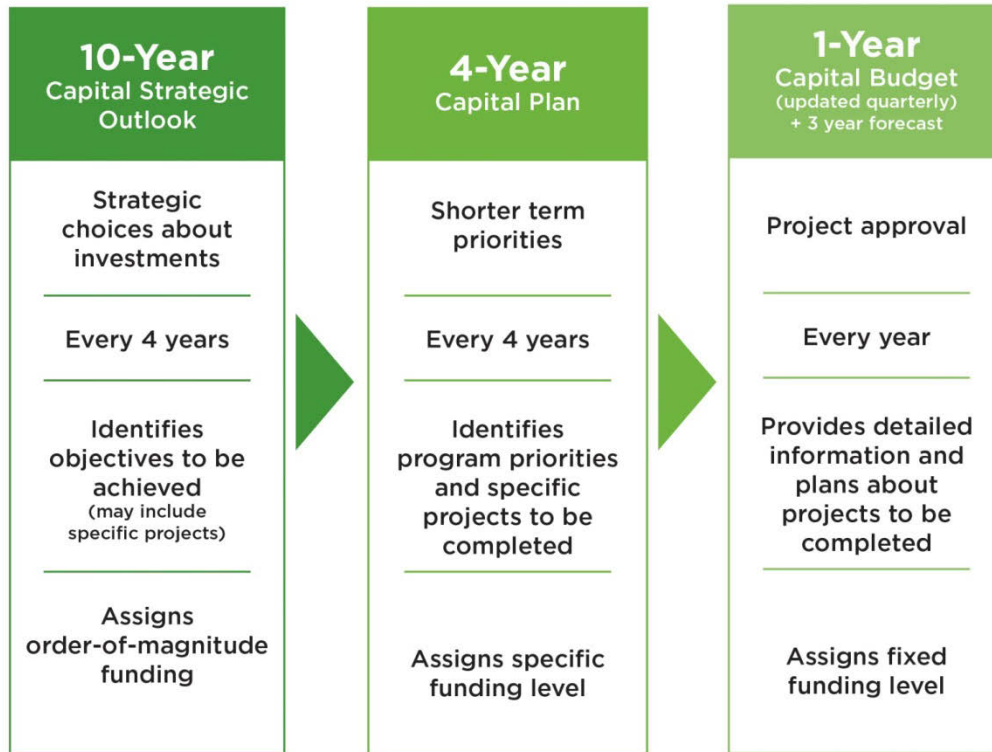 10-Year
Capital Strategic
Outlook
Strategic
choices about
investments
Every 4 years
Identifies
objectives to be
achieved
(may include
specific projects)
Assigns
order-of-magnitude
funding
4-Year
Capital Plan
Shorter term
priorities
Every 4 years
Identifies
program priorities
and specific
projects to be
completed
Assigns specific
funding level
1-Year
Capital Budget
(updated quarterly)
+ 3 year forecast
Project approval
Every year
Provides detailed
information and
plans about
projects to be
completed
Assigns fixed
funding level